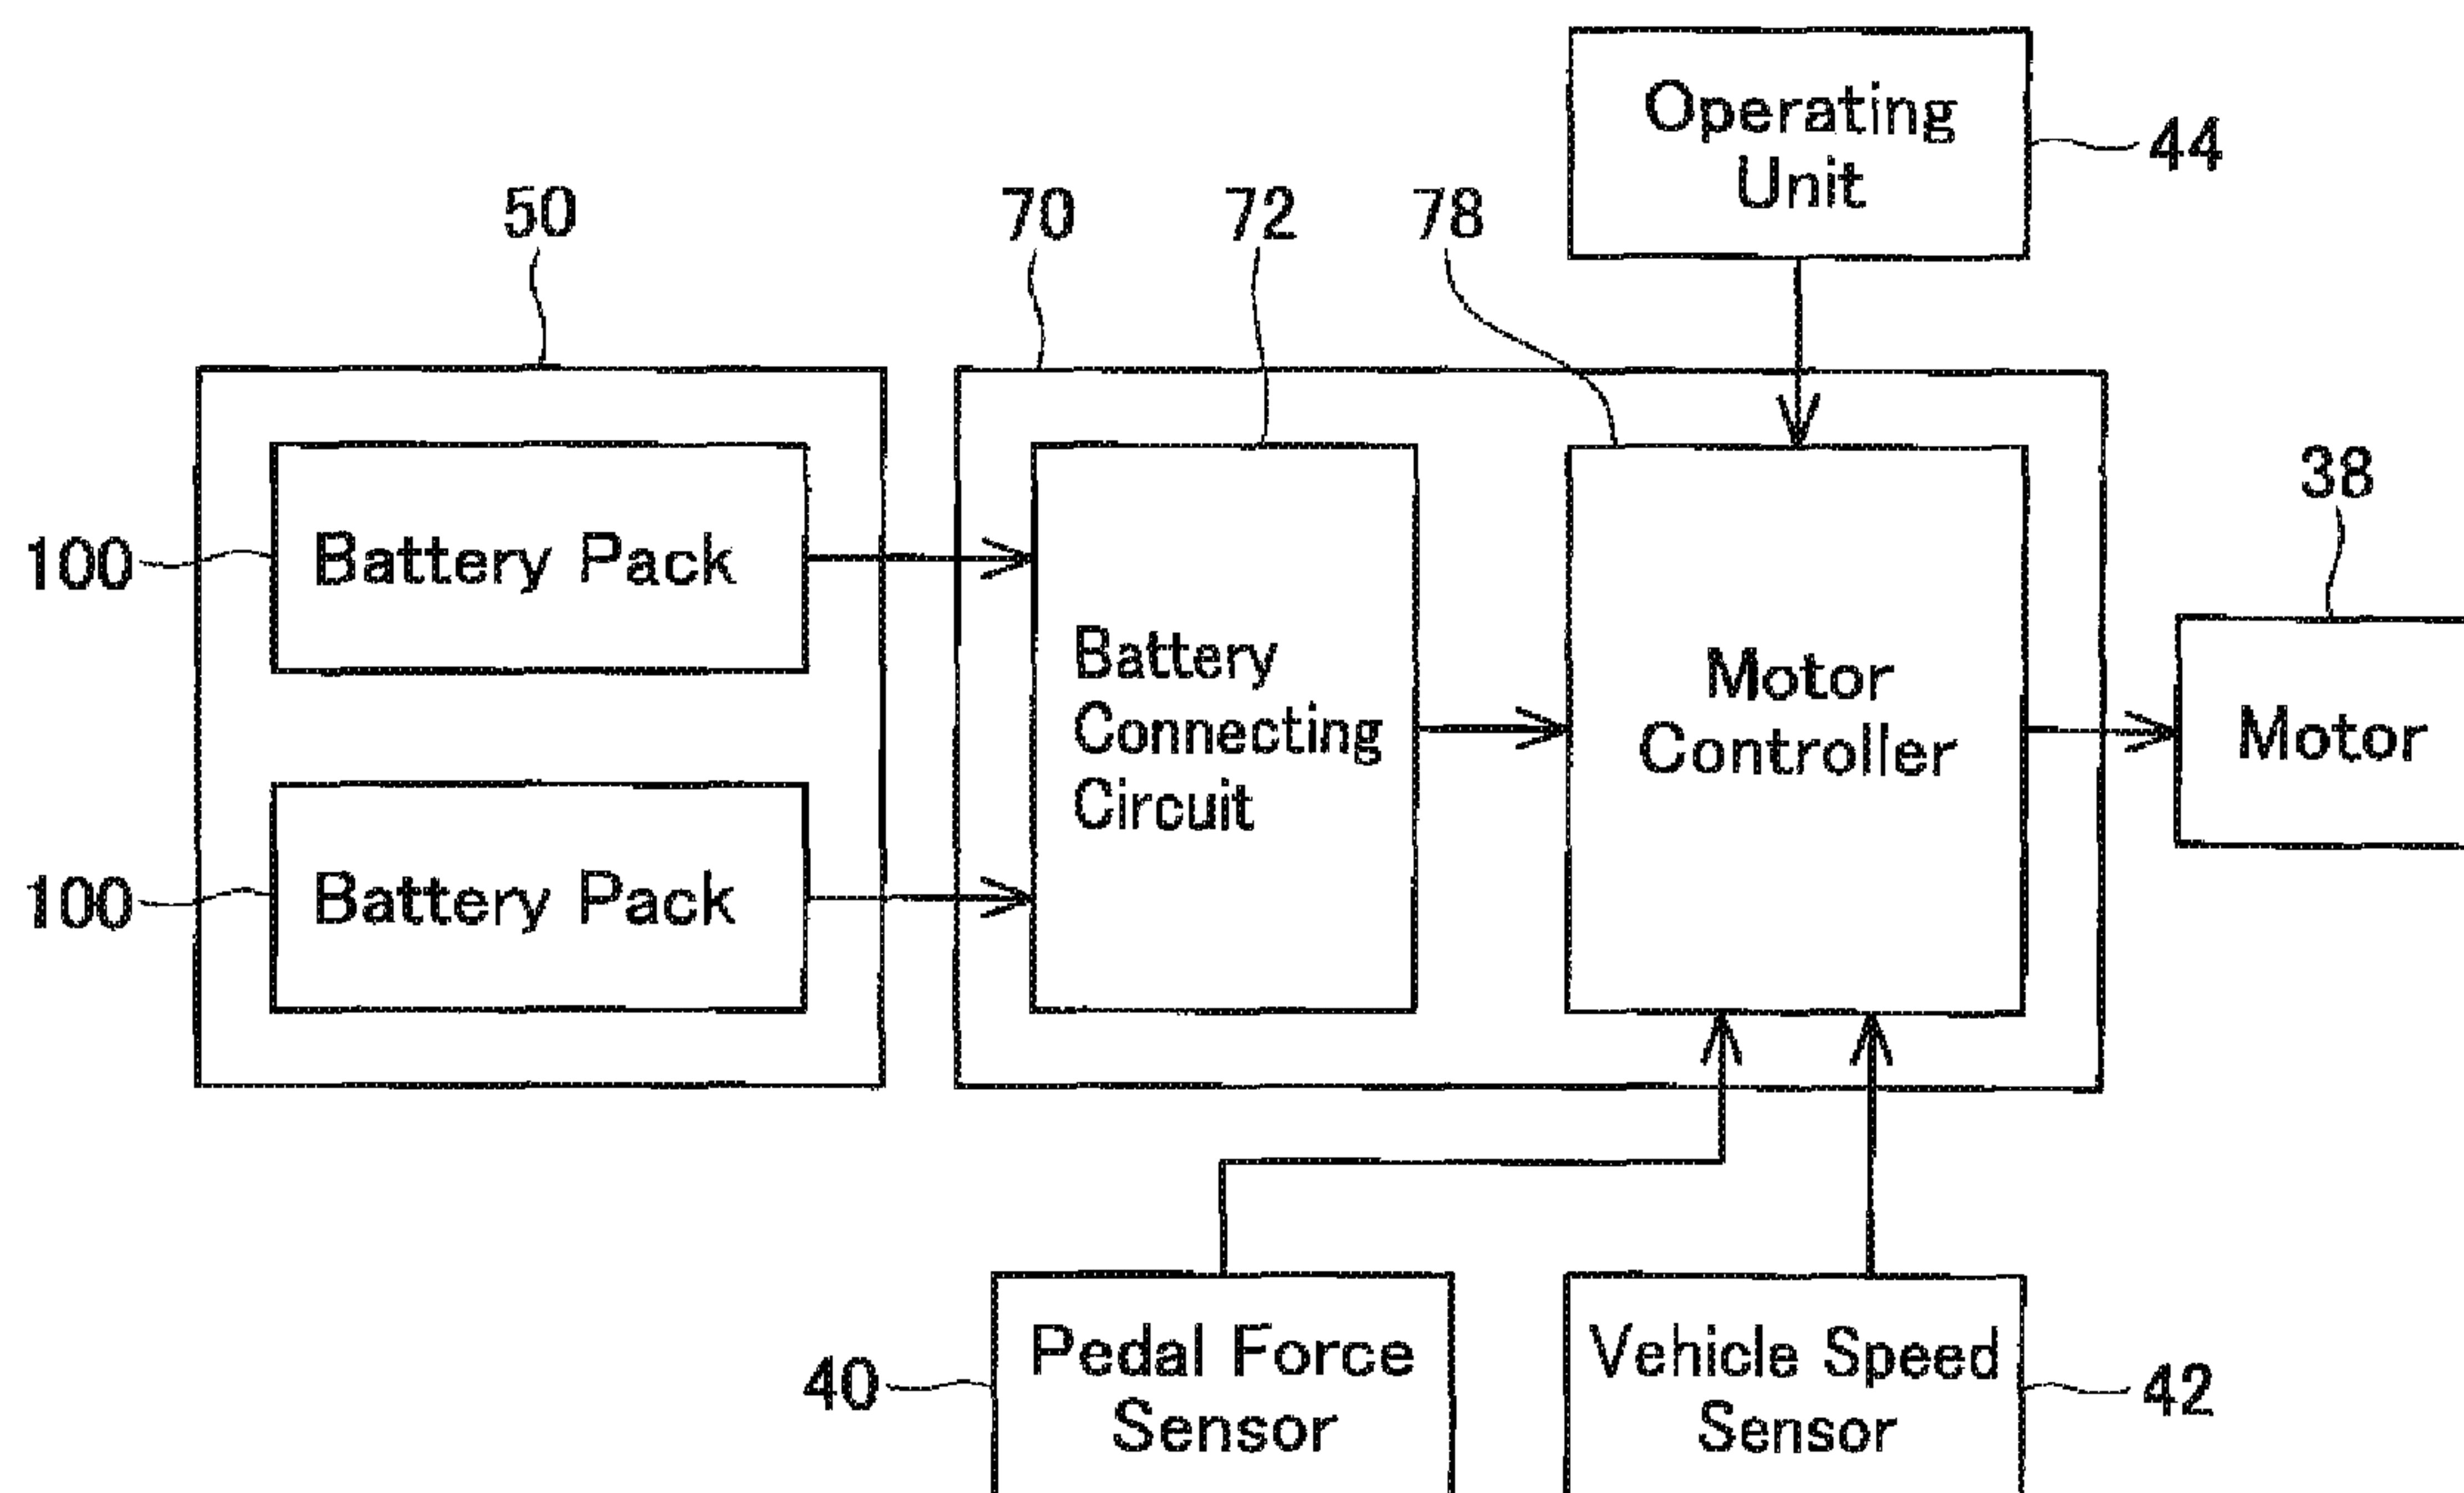 Operating
Unit
44
50
70
72
78
38
100
Battery Pack
Battery
Connecting
Circuit
Motor
Controller
Motor
100
Battery Pack
40
Pedal Force
Sensor
Vehicle Speed
Sensor
42